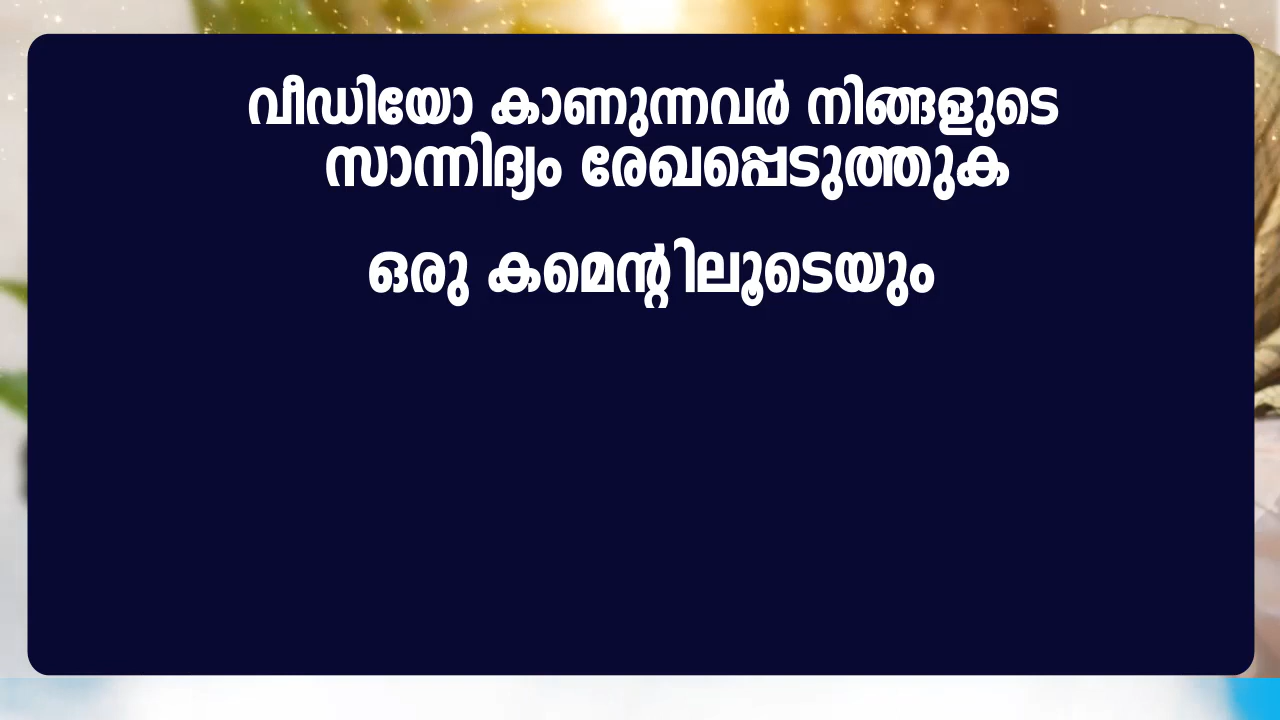 വീഡിയോ കാണുന്നവർ നിങ്ങളുടെ
സാന്നിദ്യം രേഖപ്പെടുത്തുക
ഒരു കമെന്റിലൂടെയും